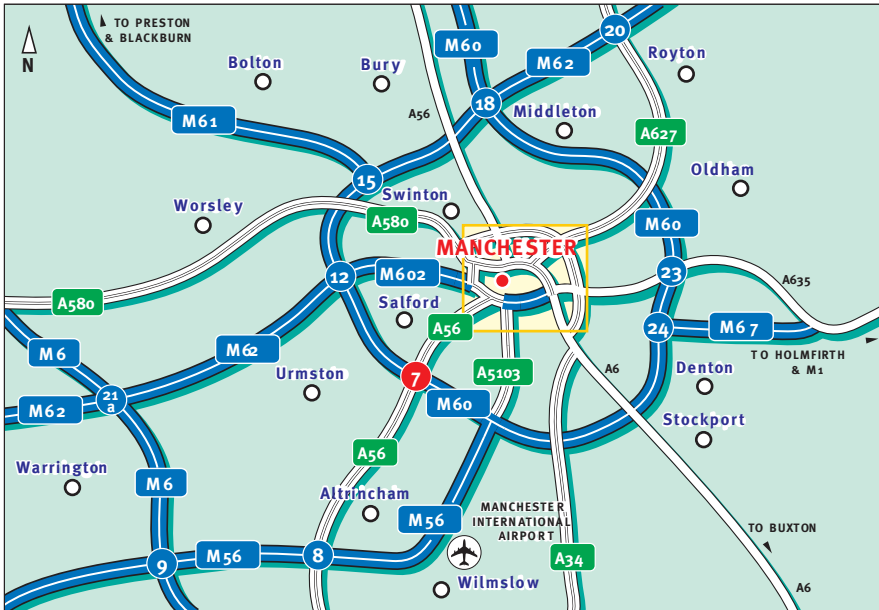 TO PRESTON
& BLACKBURN
N
Bolton
Bury
M60
M62
20
Royton
M61
A56
18
Middleton
A627
15
Oldham
Worsley
Swinton
A580
M60
MANCHESTER
12
M602
23
A635
A580
Salford
A56
24
M67
TO HOLMFIRTH
& M1
M6
M62
Urmston
7
A5103
A6
Denton
M62
21
a
M60
Stockport
Warrington
M6
A56
Altrincham
M56
MANCHESTER
INTERNATIONAL
AIRPORT
TO BUXTON
9
M56
8
A34
Wilmslow
A6